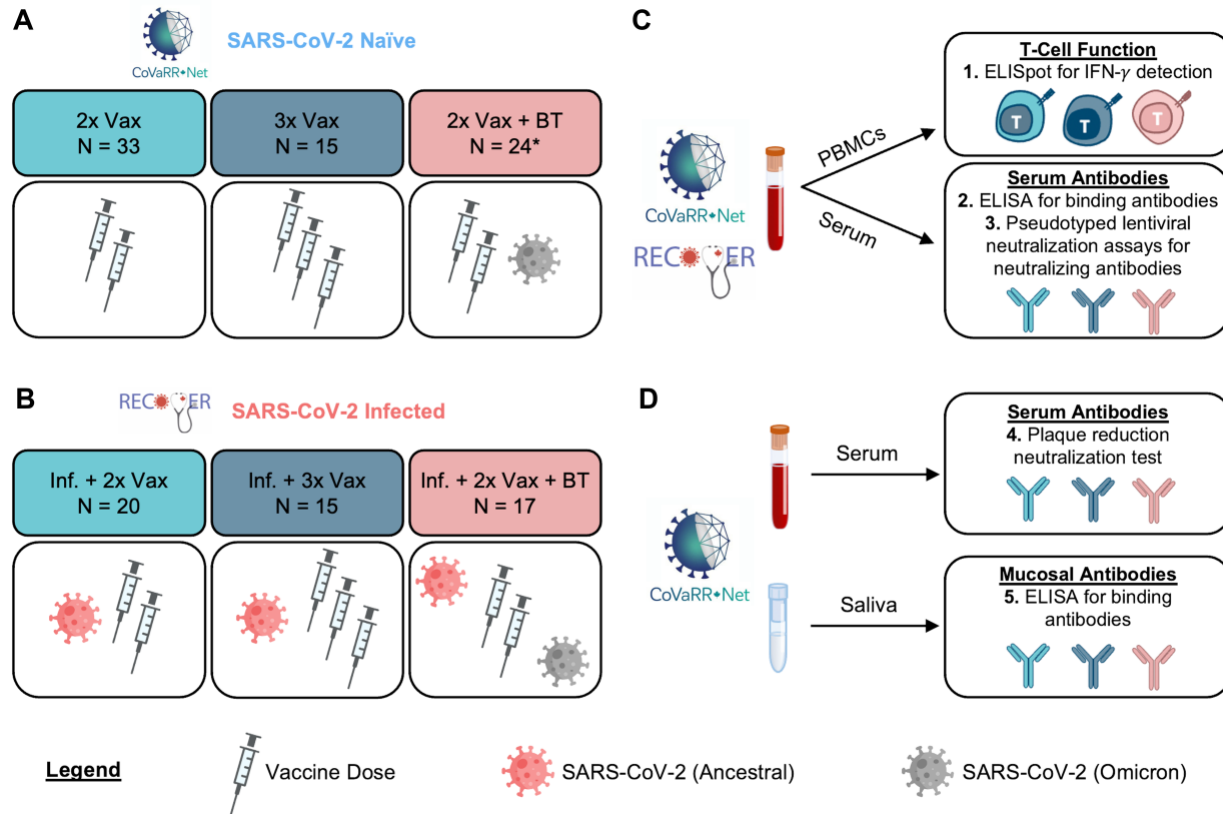 A
CoVaRR•Net
SARS-CoV-2 Naïve
2x Vax
N = 33
3x Vax
N = 15
2x Vax + BT
N = 24*
B
RECOVER
SARS-CoV-2 Infected
Inf. + 2x Vax
N = 20
Inf. + 3x Vax
N = 15
Inf. + 2x Vax + BT
N = 17
C
CoVaRR•Net
RECOVER
PBMCs
Serum
T-Cell Function
1. ELISpot for IFN-γ detection
T
T
T
Serum Antibodies
2. ELISA for binding antibodies
3. Pseudotyped lentiviral
neutralization assays for
neutralizing antibodies
D
CoVaRR•Net
Serum
Saliva
Serum Antibodies
4. Plaque reduction
neutralization test
Mucosal Antibodies
5. ELISA for binding
antibodies
Legend
Vaccine Dose
SARS-CoV-2 (Ancestral)
SARS-CoV-2 (Omicron)